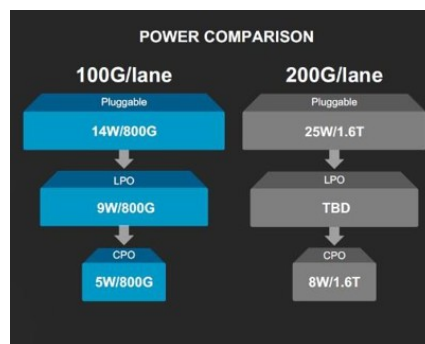 POWER COMPARISON
100G/lane
Pluggable
14W/800G
LPO
9W/800G
CPO
5W/800G
200G/lane
Pluggable
25W/1.6T
LPO
TBD
CPO
8W/1.6T